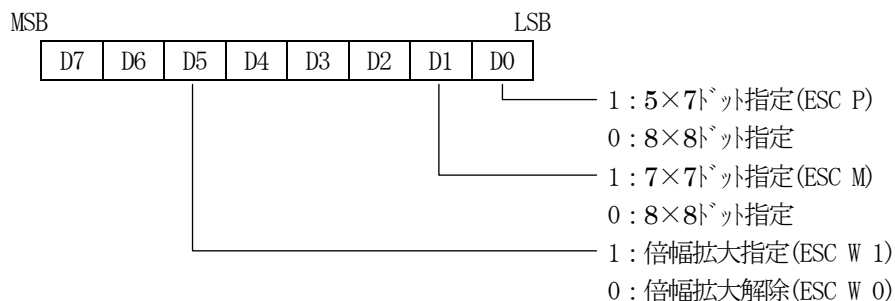 MSB LSB
D7 D6 D5 D4 D3 D2 D1 D0
1：5×7ﾄﾞｯﾄ指定(ESC P)
0：8×8ﾄﾞｯﾄ指定
1：7×7ﾄﾞｯﾄ指定(ESC M)
0：8×8ﾄﾞｯﾄ指定
1：倍幅拡大指定(ESC W 1)
0：倍幅拡大解除(ESC W 0)